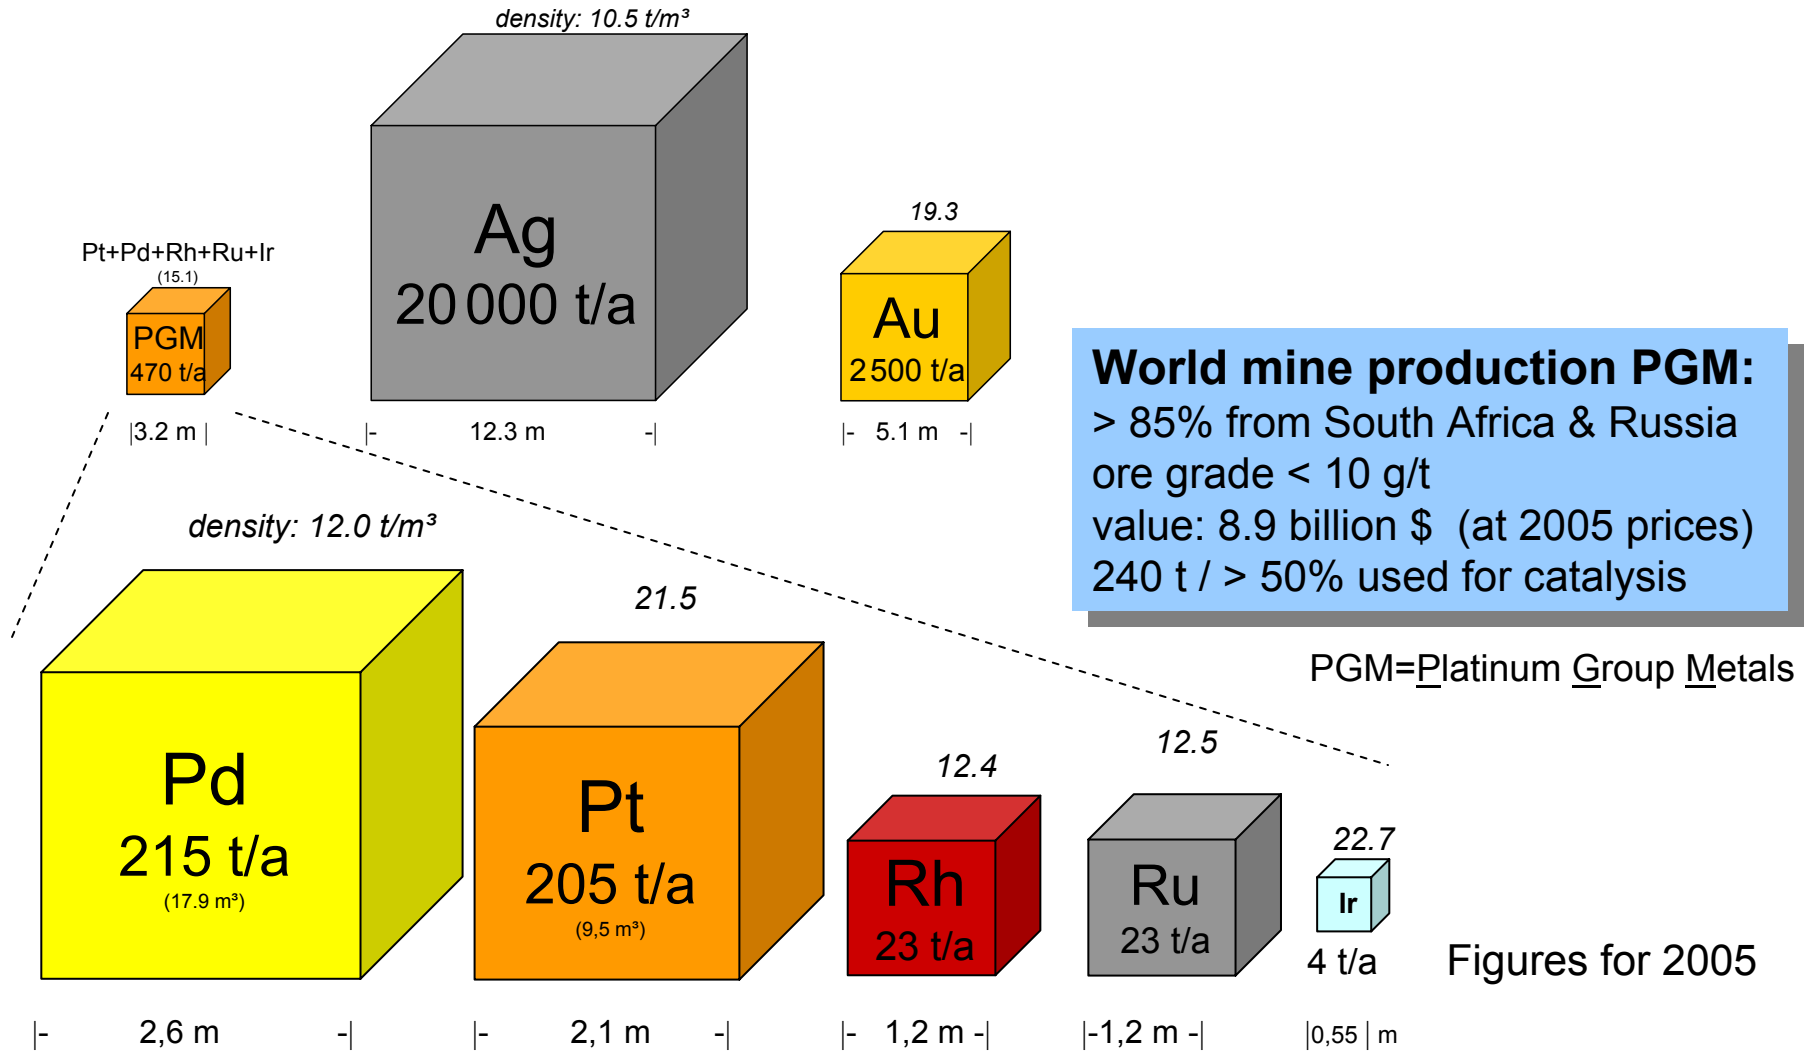 density: 10.5 t/m³
Ag
20 000 t/a
|- 12.3 m -|
Pt+Pd+Rh+Ru+Ir
(15.1)
PGM
470 t/a
|3.2 m |
19.3
Au
2500 t/a
|- 5.1 m -|
World mine production PGM:
> 85% from South Africa & Russia
ore grade < 10 g/t
value: 8.9 billion $ (at 2005 prices)
240 t / > 50% used for catalysis
PGM=Platinum Group Metals
density: 12.0 t/m³
Pd
215 t/a
(17.9 m³)
|- 2,6 m -|
21.5
Pt
205 t/a
(9,5 m³)
|- 2,1 m -|
12.4
Rh
23 t/a
|- 1,2 m -|
12.5
Ru
23 t/a
|-1,2 m -|
22.7
Ir
4 t/a
|0,55 | m
Figures for 2005